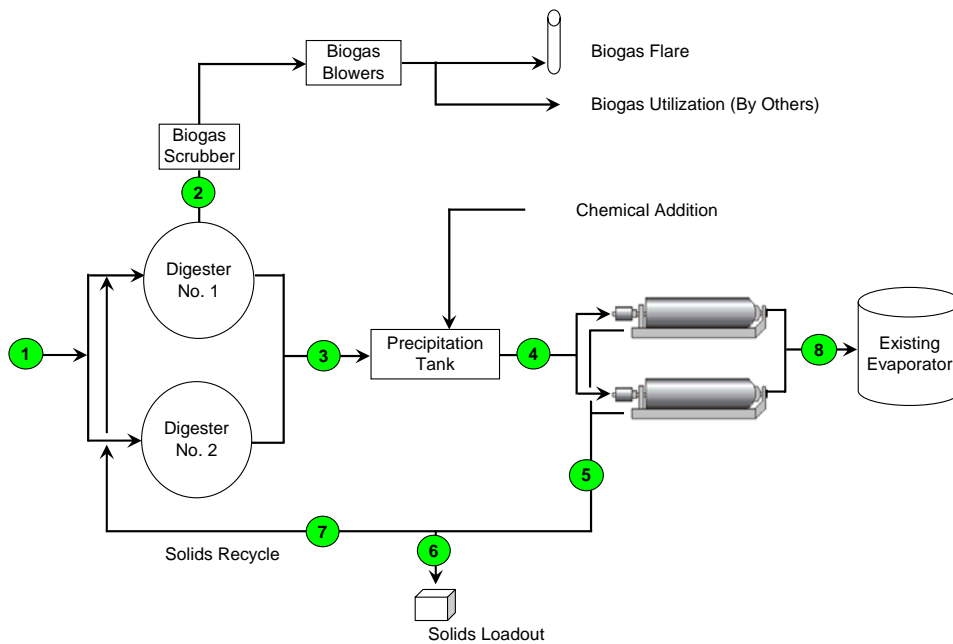 Biogas
Blowers
Biogas Flare
Biogas Utilization (By Others)
Biogas
Scrubber
2
Chemical Addition
Digester
No. 1
1
3
Precipitation
Tank
4
8
Existing
Evaporator
Digester
No. 2
5
7
6
Solids Recycle
Solids Loadout